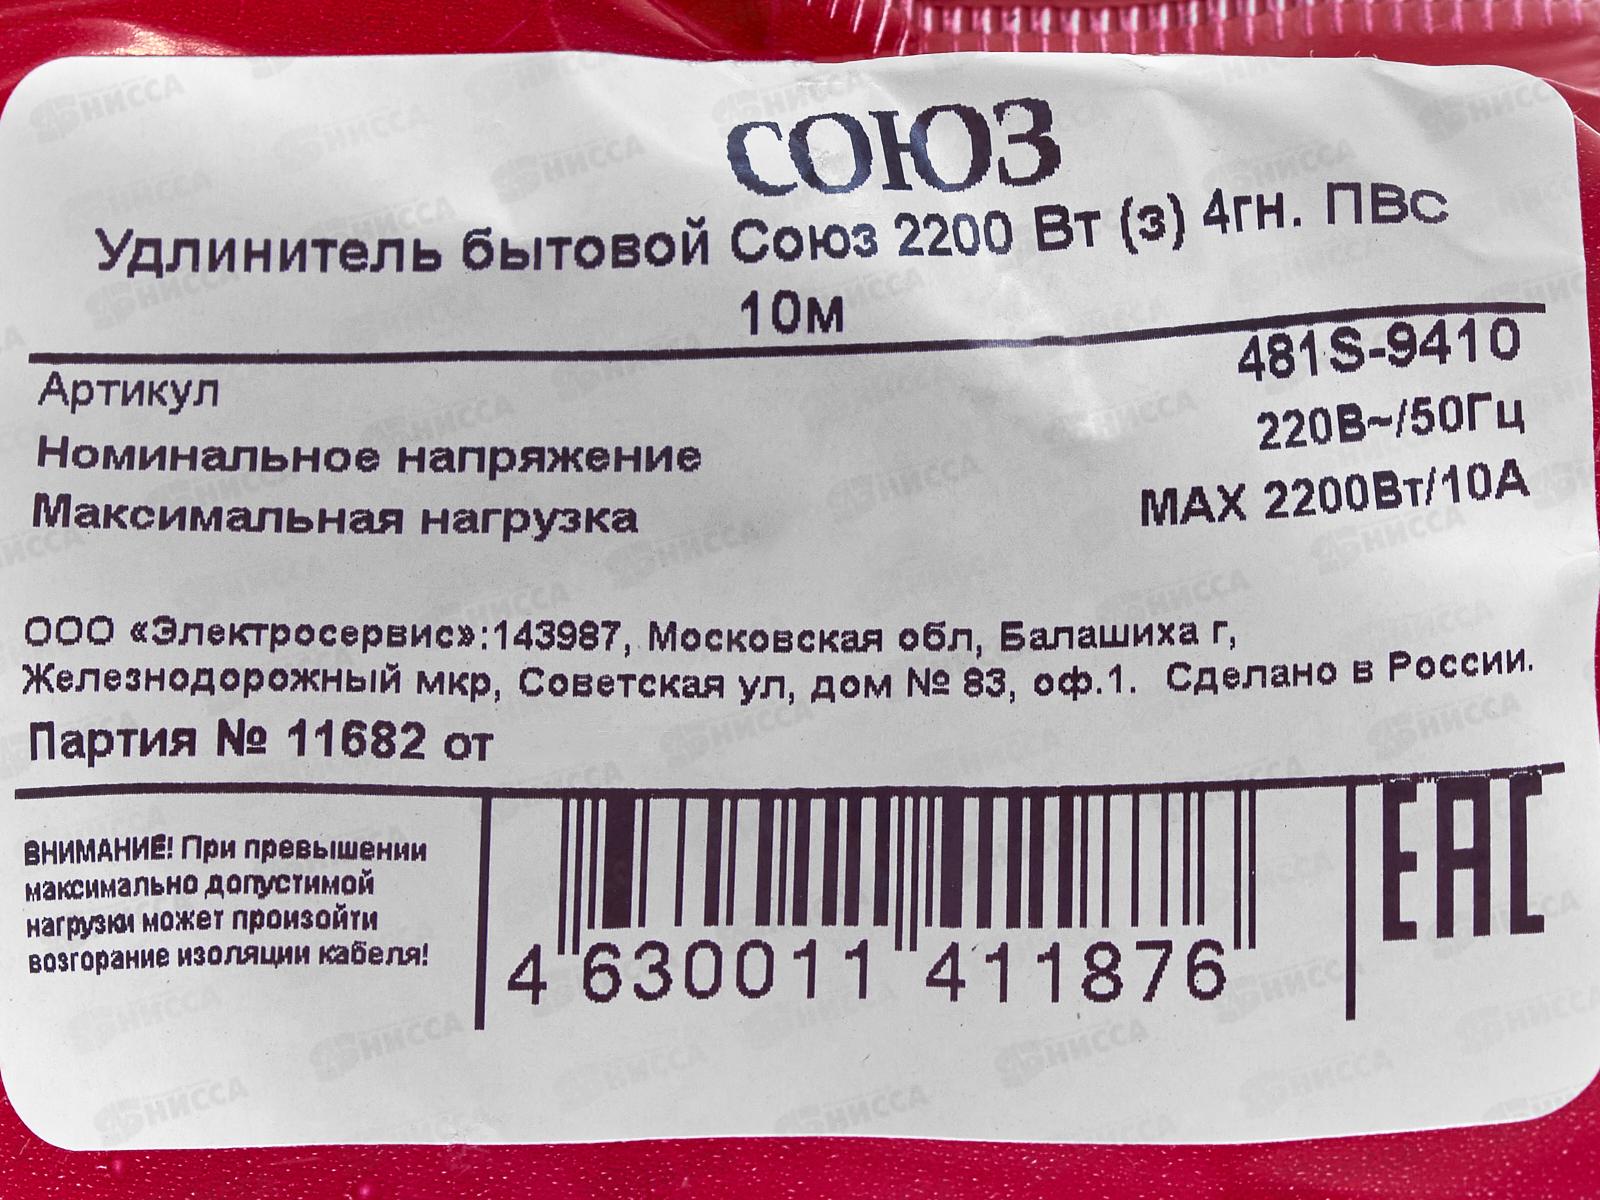 СОЮЗ
Удлинитель бытовой Союз 2200 Вт (з) 4гн. ПВс
10м
Артикул 481S-9410
Номинальное напряжение 220В~/50Гц
Максимальная нагрузка МАХ 2200Вт/10А
ООО «Электросервис»:143987, Московская обл, Балашиха г,
Железнодорожный мкр, Советская ул, дом № 83, оф.1. Сделано в России.
Партия № 11682 от
ВНИМАНИЕ! При превышении
максимально допустимой
нагрузки может произойти
возгорание изоляции кабеля!
4 630011 411876
ЕАС